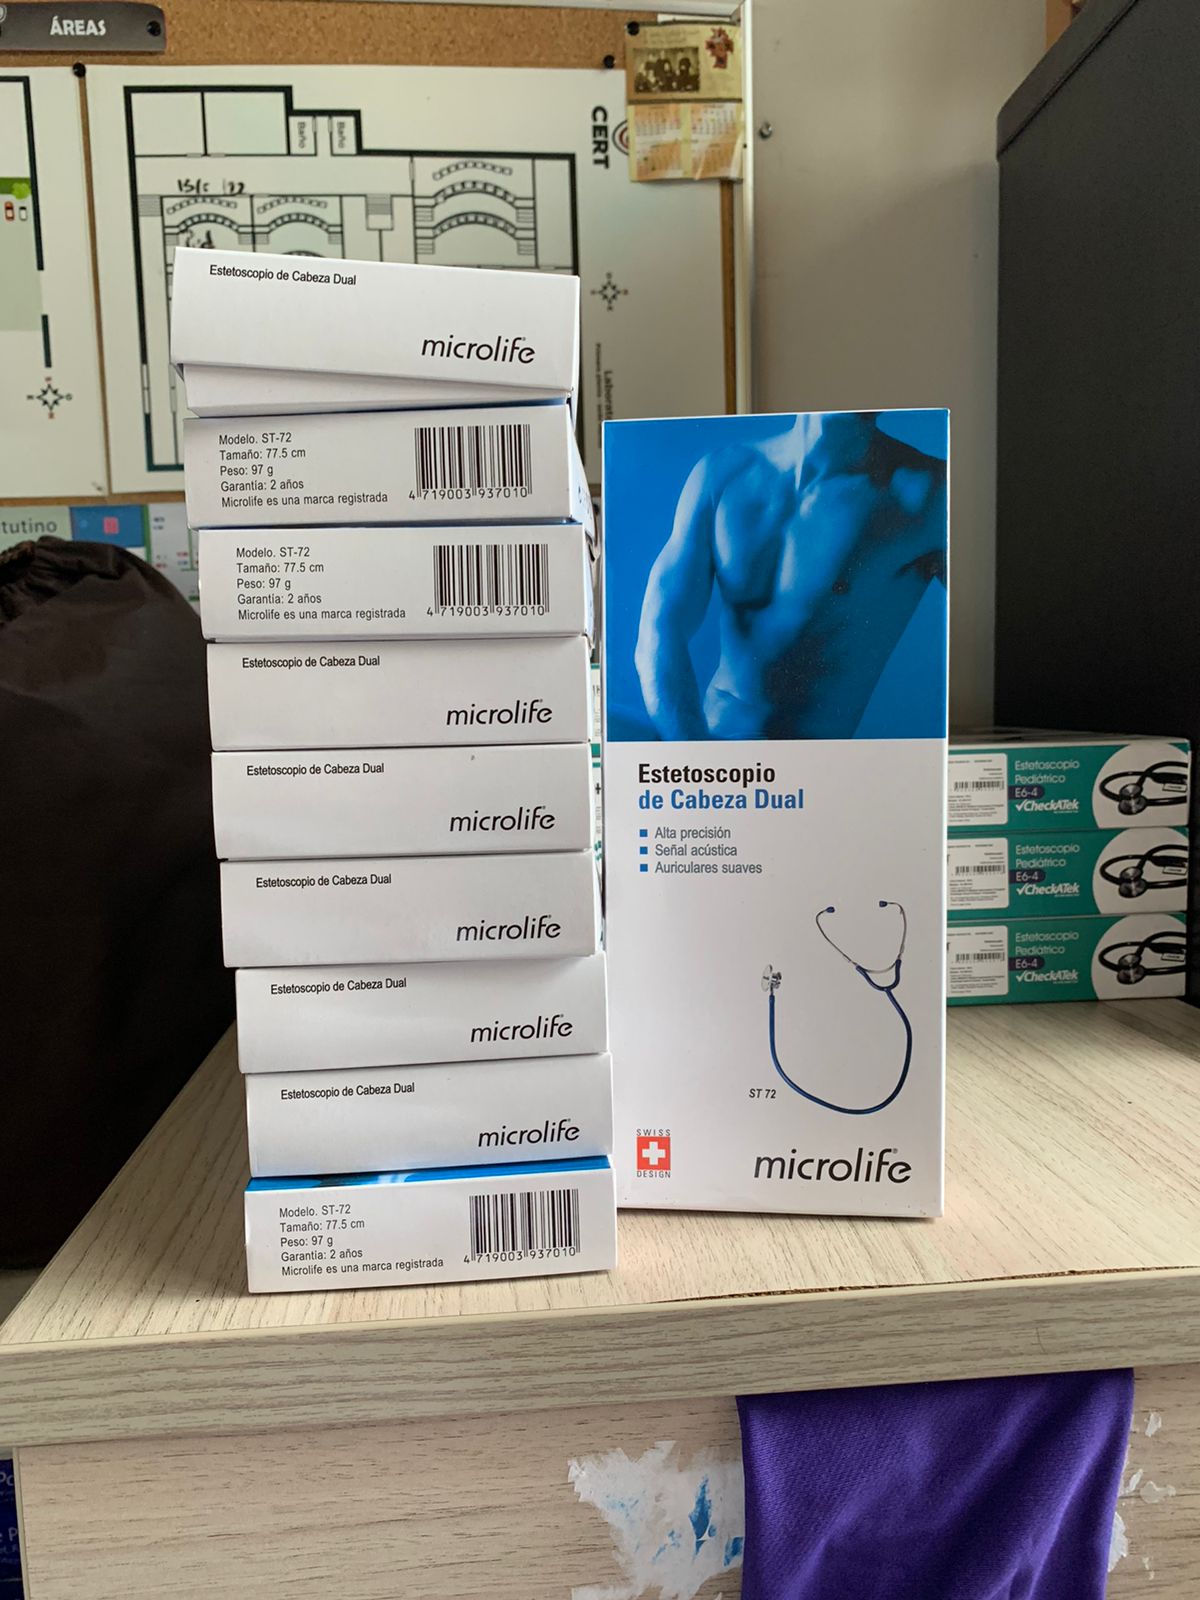 ÁREAS
Baño
Baño
CERT
15/c 22
tutino
Estetoscopio de Cabeza Dual
microlife
Modelo. ST-72
Tamaño: 77.5 cm
Peso: 97 g
Garantia: 2 años
Microlife es una marca registrada
4 719003 937010
Modelo. ST-72
Tamaño: 77.5 cm
Peso: 97 g
Garantia: 2 años
Microlife es una marca registrada
4 719003 937010
Estetoscopio de Cabeza Dual
microlife
Estetoscopio de Cabeza Dual
microlife
Estetoscopio de Cabeza Dual
microlife
Estetoscopio de Cabeza Dual
microlife
Estetoscopio de Cabeza Dual
microlife
Modelo. ST-72
Tamaño: 77.5 cm
Peso: 97 g
Garantia: 2 años
Microlife es una marca registrada
4 719003 937010
Estetoscopio
de Cabeza Dual
Alta precisión
Señal acústica
Auriculares suaves
ST 72
SWISS
DESIGN
microlife
Estetoscopio
Pediátrico
E6-4
CheckATek
Estetoscopio
Pediátrico
E6-4
CheckATek
Estetoscopio
Pediátrico
E6-4
CheckATek